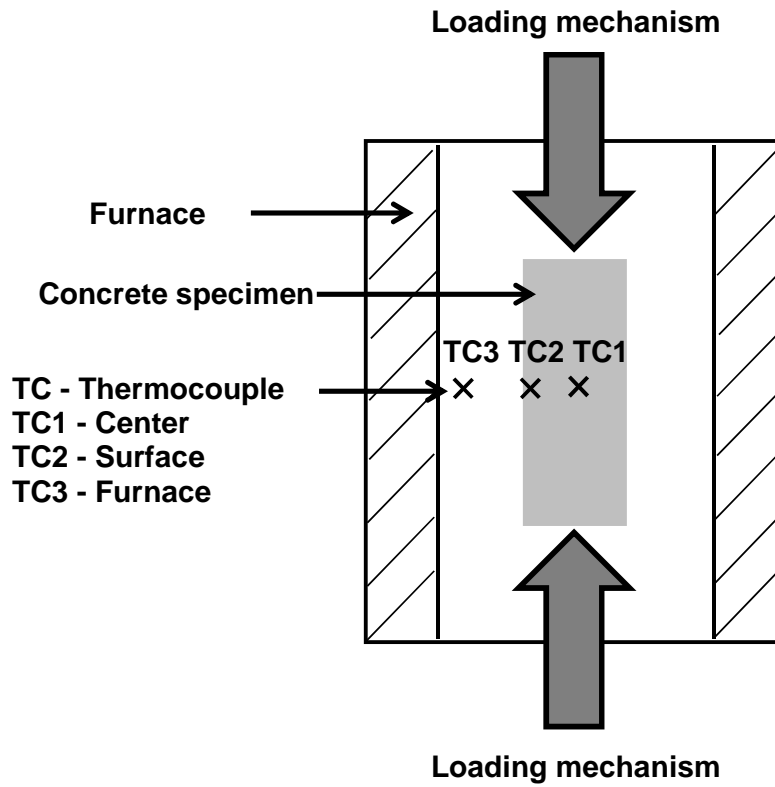 Loading mechanism
Furnace
Concrete specimen
TC3 TC2 TC1
TC - Thermocouple
TC1 - Center
TC2 - Surface
TC3 - Furnace
Loading mechanism